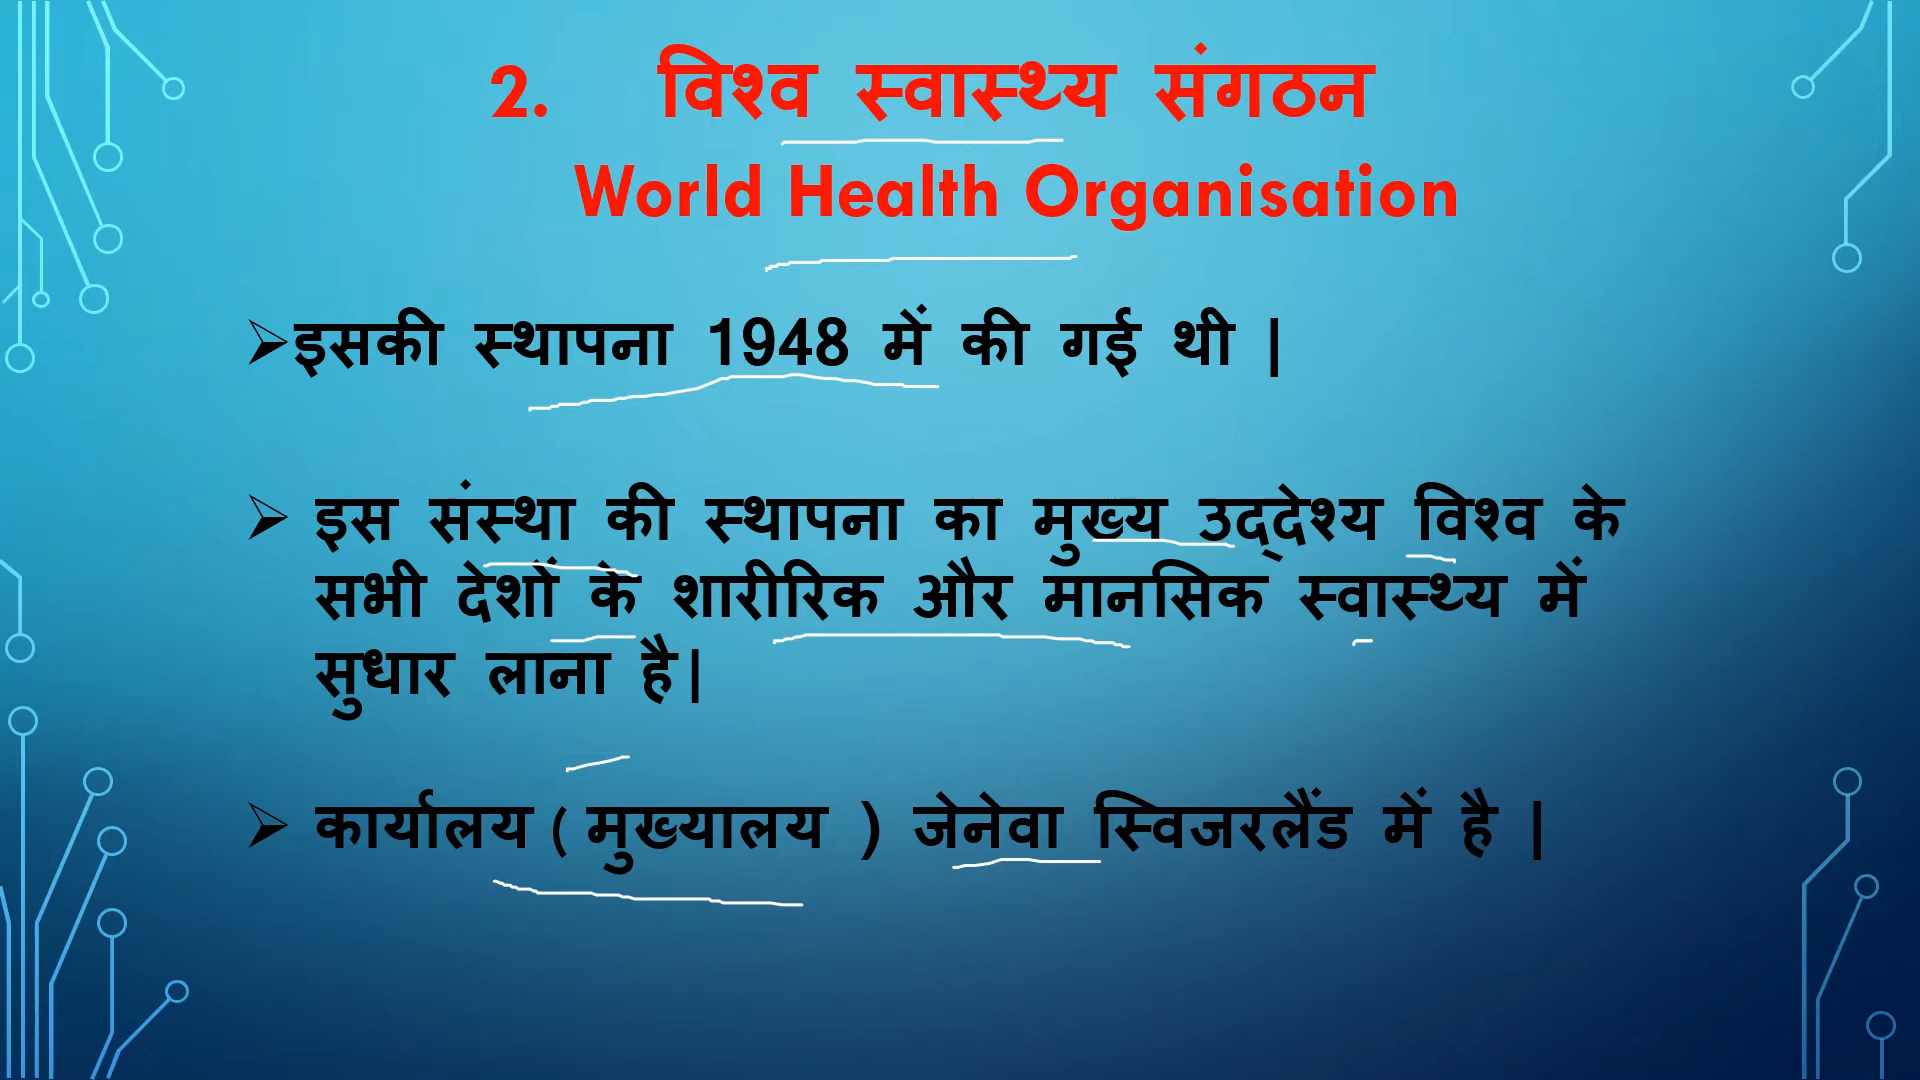 2. विश्व स्वास्थ्य संगठन
World Health Organisation
➢इसकी स्थापना 1948 में की गई थी |
➢ इस संस्था की स्थापना का मुख्य उद्देश्य विश्व के
सभी देशों के शारीरिक और मानसिक स्वास्थ्य में
सुधार लाना है|
➢ कार्यालय ( मुख्यालय ) जेनेवा स्विजरलैंड में है |